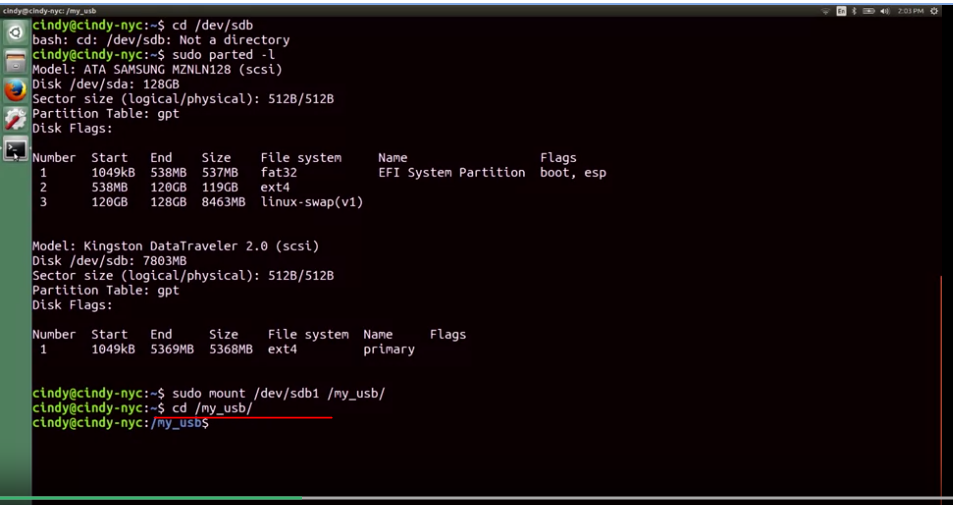 cindy@cindy-nyc: /my_usb
En 2:03 PM
cindy@cindy-nyc:~$ cd /dev/sdb
bash: cd: /dev/sdb: Not a directory
cindy@cindy-nyc:~$ sudo parted -l
Model: ATA SAMSUNG MZNLN128 (scsi)
Disk /dev/sda: 128GB
Sector size (logical/physical): 512B/512B
Partition Table: gpt
Disk Flags:
Number Start End Size File system Name Flags
1 1049kB 538MB 537MB fat32 EFI System Partition boot, esp
2 538MB 120GB 119GB ext4
3 120GB 128GB 8463MB linux-swap(v1)
Model: Kingston DataTraveler 2.0 (scsi)
Disk /dev/sdb: 7803MB
Sector size (logical/physical): 512B/512B
Partition Table: gpt
Disk Flags:
Number Start End Size File system Name Flags
1 1049kB 5369MB 5368MB ext4 primary
cindy@cindy-nyc:~$ sudo mount /dev/sdb1 /my_usb/
cindy@cindy-nyc:~$ cd /my_usb/
cindy@cindy-nyc:/my_usb$